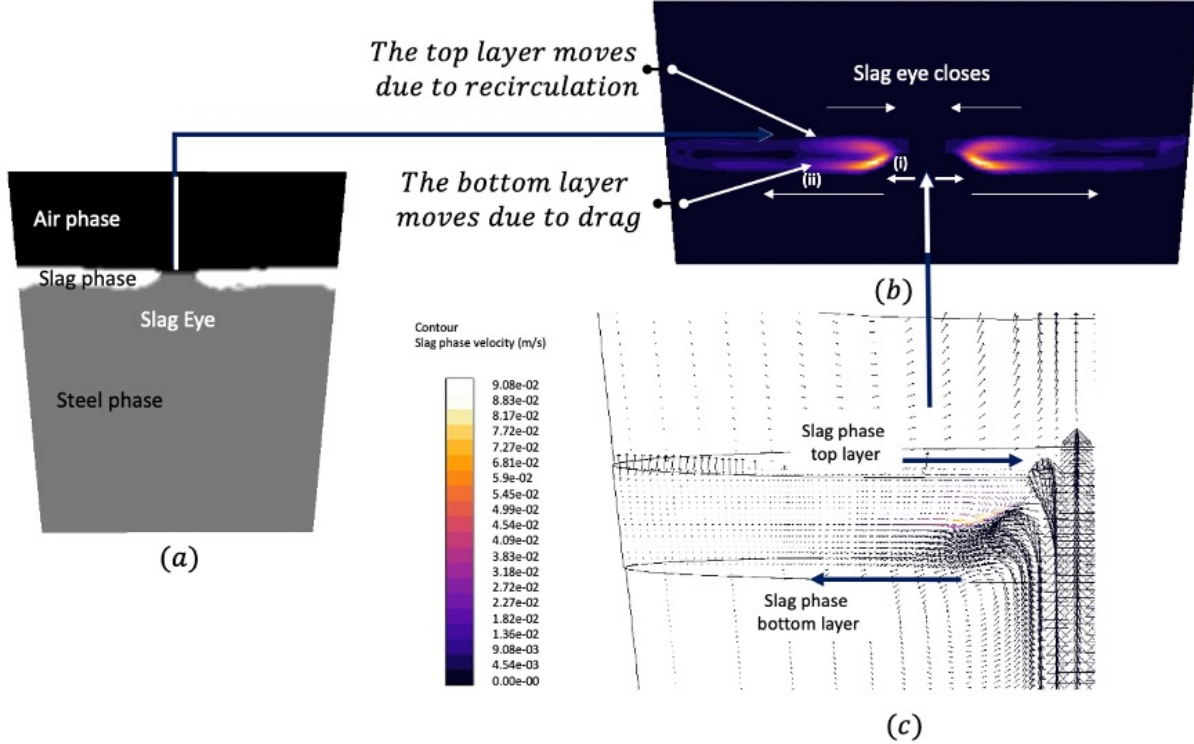 The top layer moves
due to recirculation
Slag eye closes
(i)
(ii)
The bottom layer
moves due to drag
(b)
Air phase
Slag phase
Slag Eye
Steel phase
(a)
Contour
Slag phase velocity (m/s)
9.08e-02
8.83e-02
8.17e-02
7.72e-02
7.27e-02
6.81e-02
5.9e-02
5.45e-02
4.99e-02
4.54e-02
4.09e-02
3.83e-02
3.18e-02
2.72e-02
2.27e-02
1.82e-02
1.36e-02
9.08e-03
4.54e-03
0.00e-00
Slag phase
top layer
Slag phase
bottom layer
(c)